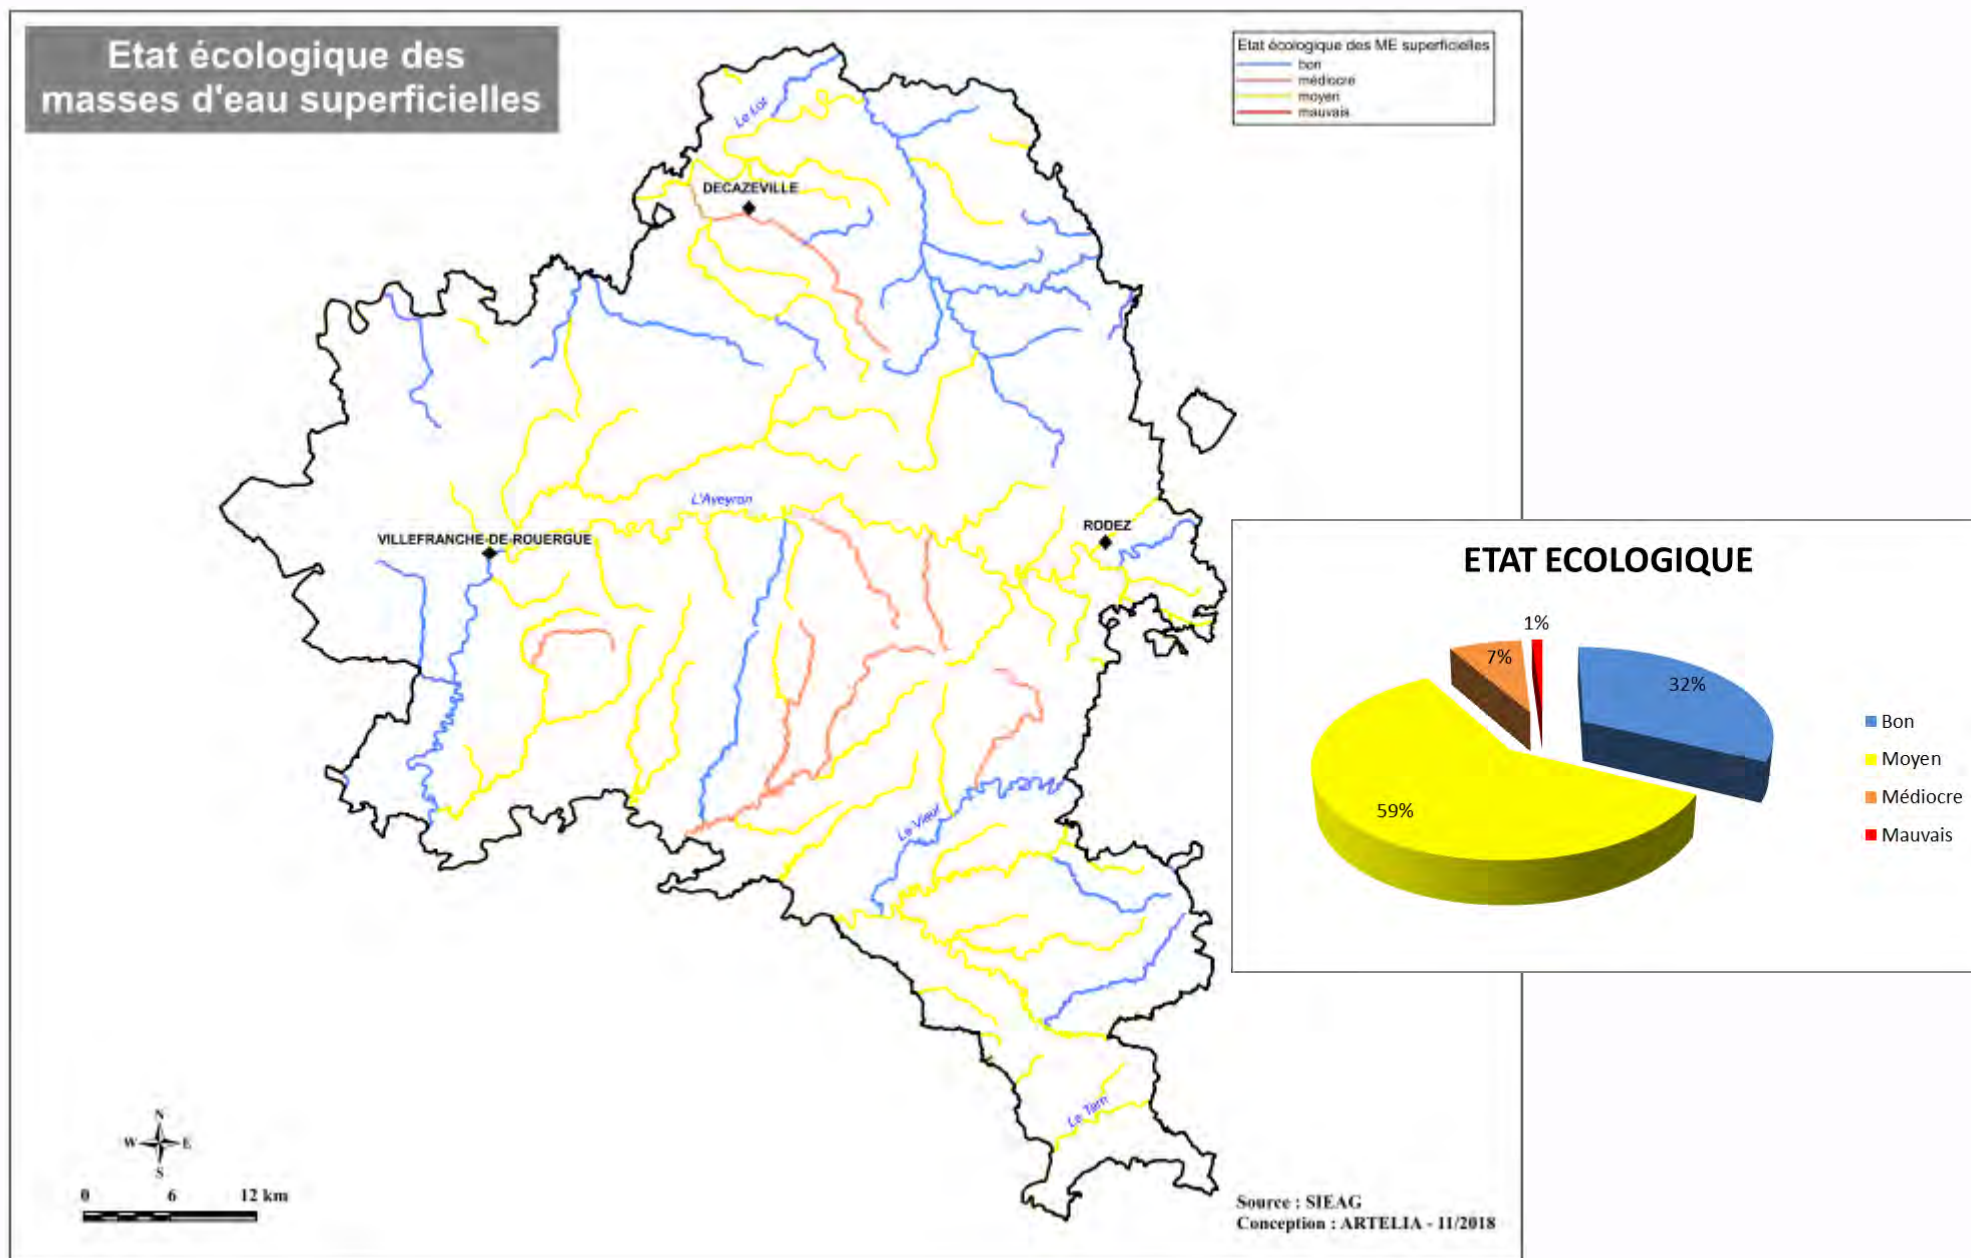 Etat écologique des
masses d'eau superficielles
Etat écologique des ME superficielles
bon
médiocre
moyen
mauvais
Le Lot
DECAZEVILLE
L'Aveyron
VILLEFRANCHE-DE-ROUERGUE
RODEZ
Le Viaur
Le Tarn
ETAT ECOLOGIQUE
1%
7%
32%
59%
Bon
Moyen
Médiocre
Mauvais
N
W E
S
0 6 12 km
Source : SIEAG
Conception : ARTELIA - 11/2018